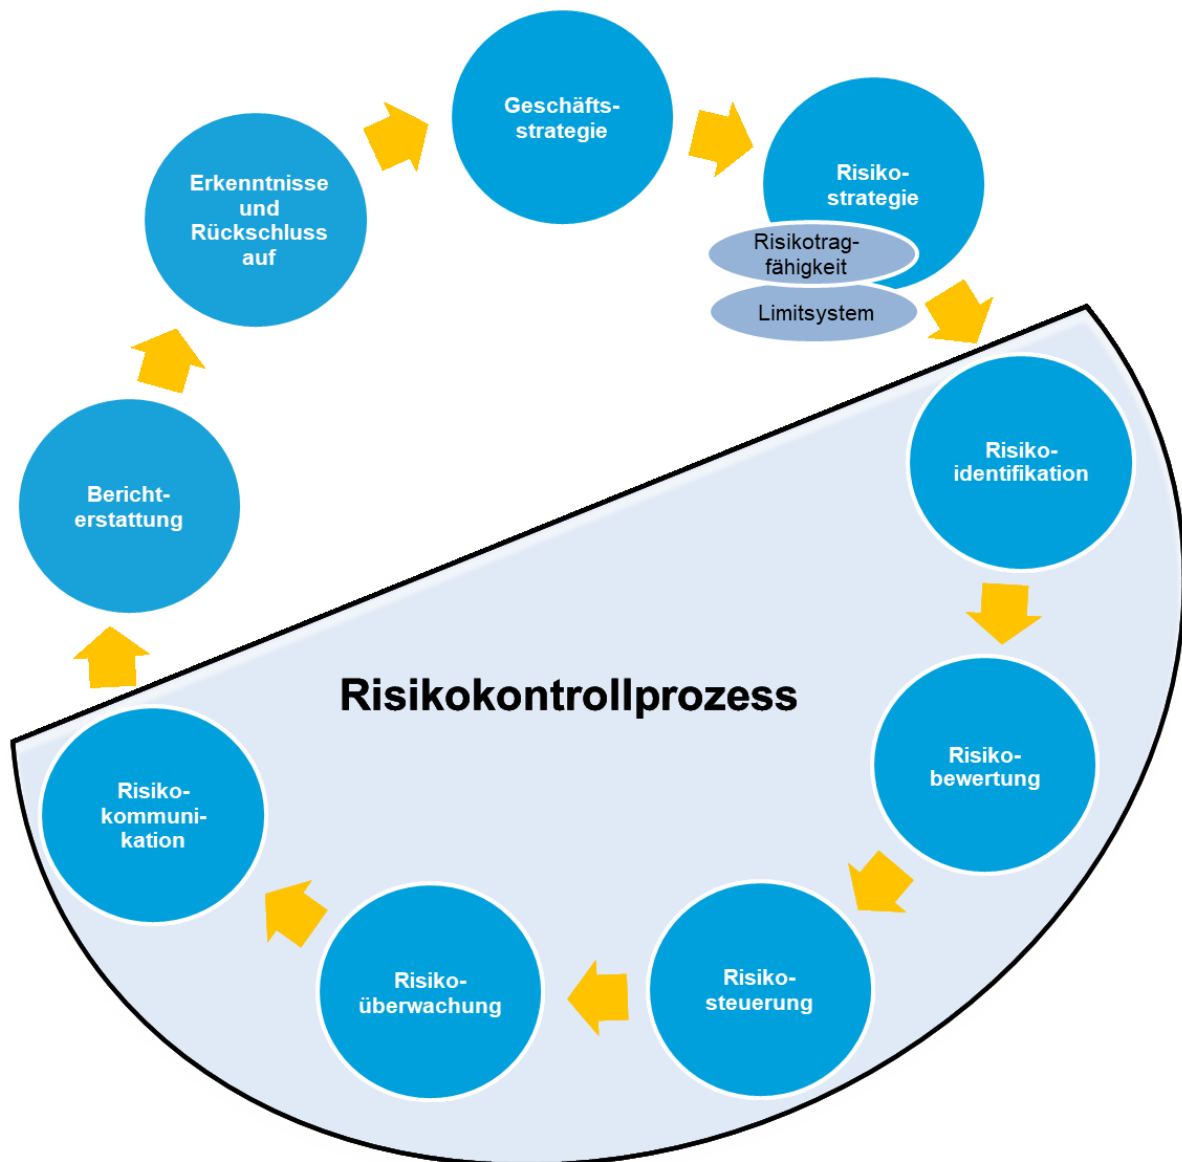 Geschäfts-
strategie
Risiko-
strategie
Risikotrag-
fähigkeit
Limitsystem
Risiko-
identifikation
Risiko-
bewertung
Risiko-
steuerung
Risiko-
überwachung
Risiko-
kommuni-
kation
Bericht-
erstattung
Erkenntnisse
und
Rückschluss
auf
Risikokontrollprozess